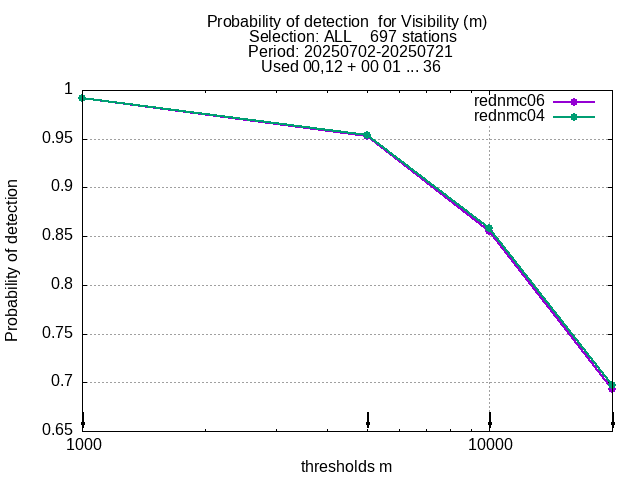 Probability of detection  for Visibility (m)
Selection: ALL    697 stations
Period: 20250702-20250721
Used 00,12 + 00 01 ... 36
rednmc06
rednmc04
1
0.95
0.9
0.85
0.8
0.75
0.7
0.65
Probability of detection
1000
10000
thresholds m